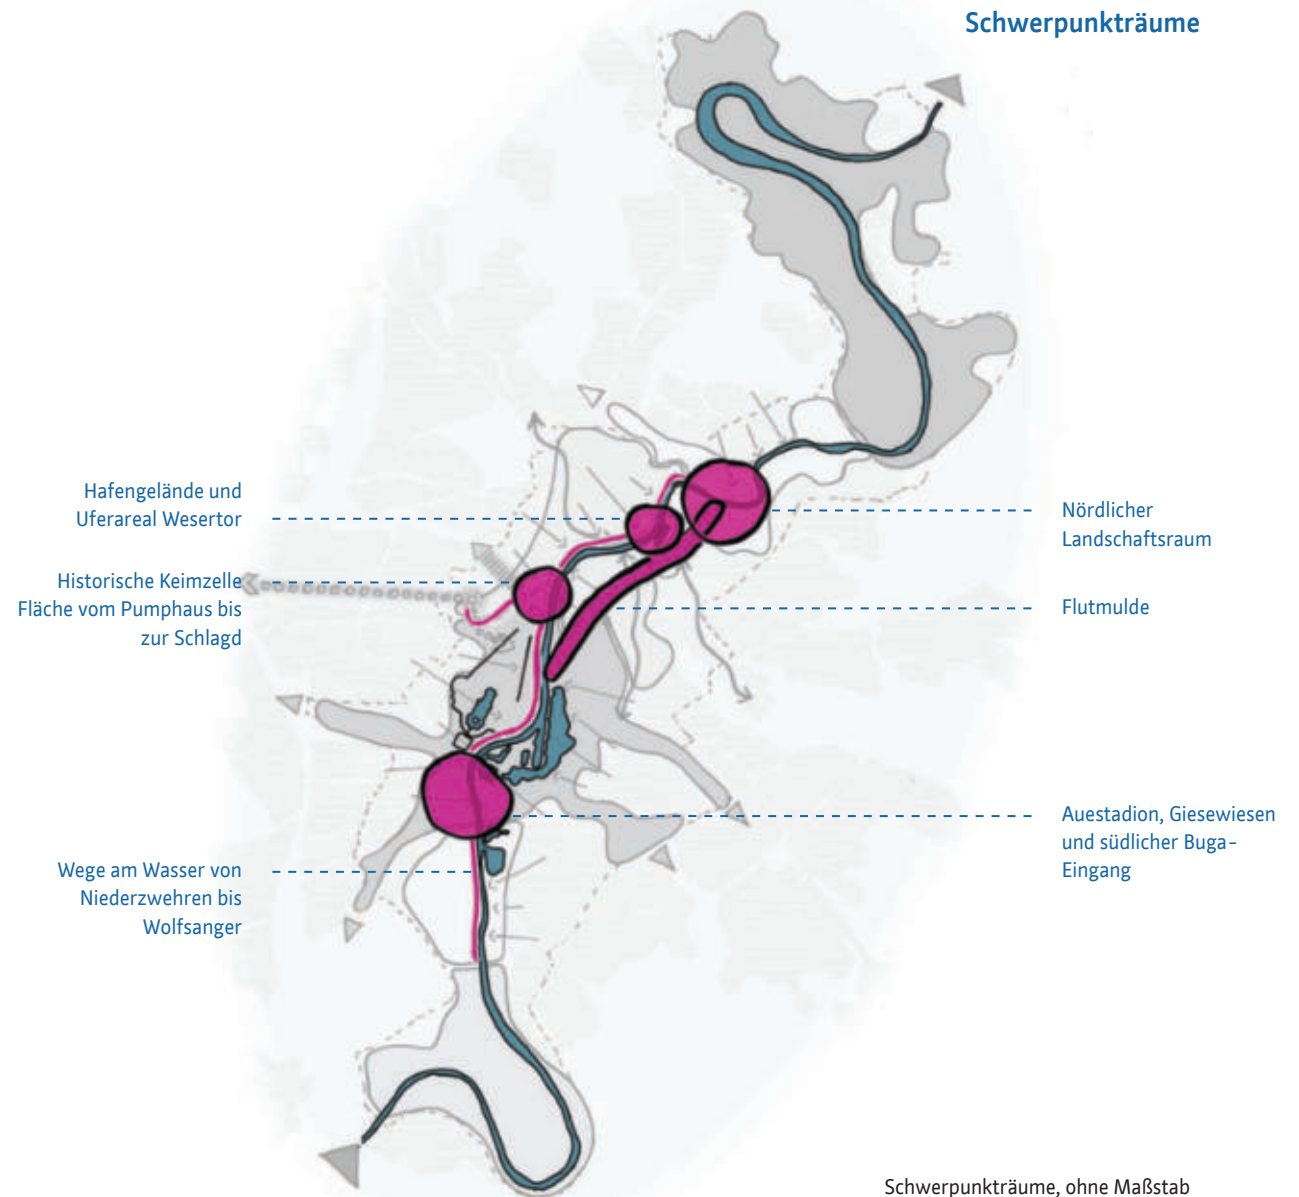 Schwerpunkträume
Hafengelände und
Uferareal Wesertor
Historische Keimzelle
Fläche vom Pumphaus bis
zur Schlagd
Wege am Wasser von
Niederzwehren bis
Wolfsanger
Nördlicher
Landschaftsraum
Flutmulde
Auestadion, Giesewiesen
und südlicher Buga-
Eingang
Schwerpunkträume, ohne Maßstab